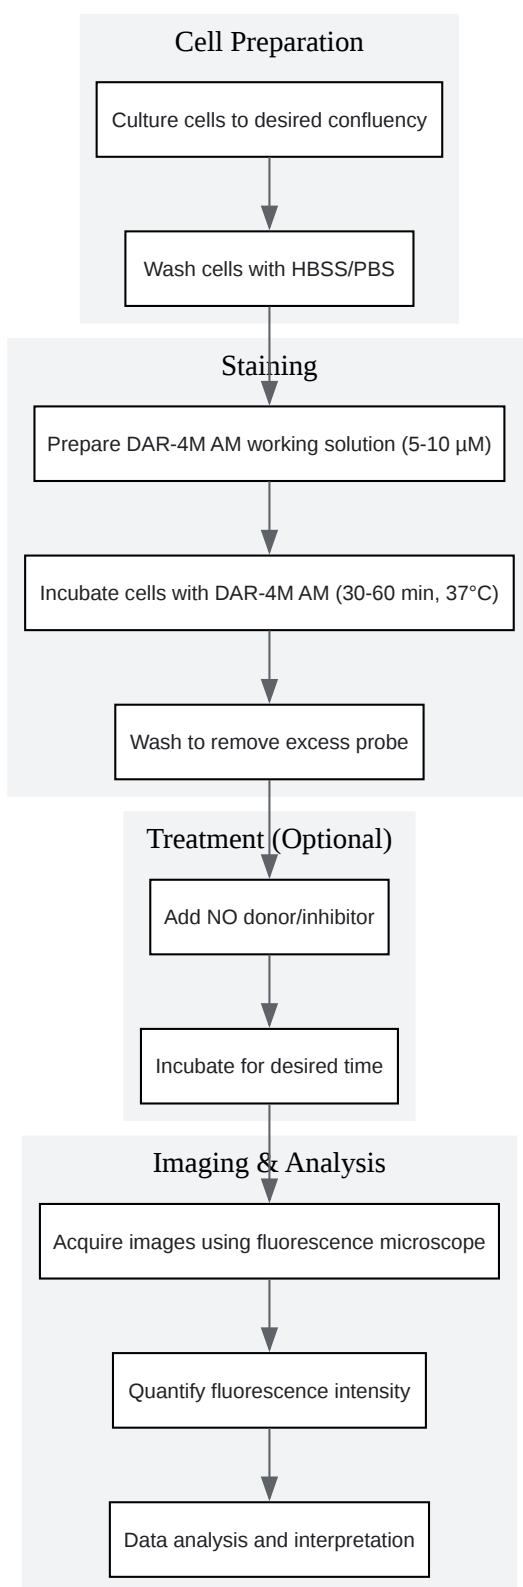 Cell Preparation
Culture cells to desired confluency
Wash cells with HBSS/PBS
Staining
Prepare DAR-4M AM working solution (5-10 µM)
Incubate cells with DAR-4M AM (30-60 min, 37°C)
Wash to remove excess probe
Treatment (Optional)
Add NO donor/inhibitor
Incubate for desired time
Imaging & Analysis
Acquire images using fluorescence microscope
Quantify fluorescence intensity
Data analysis and interpretation